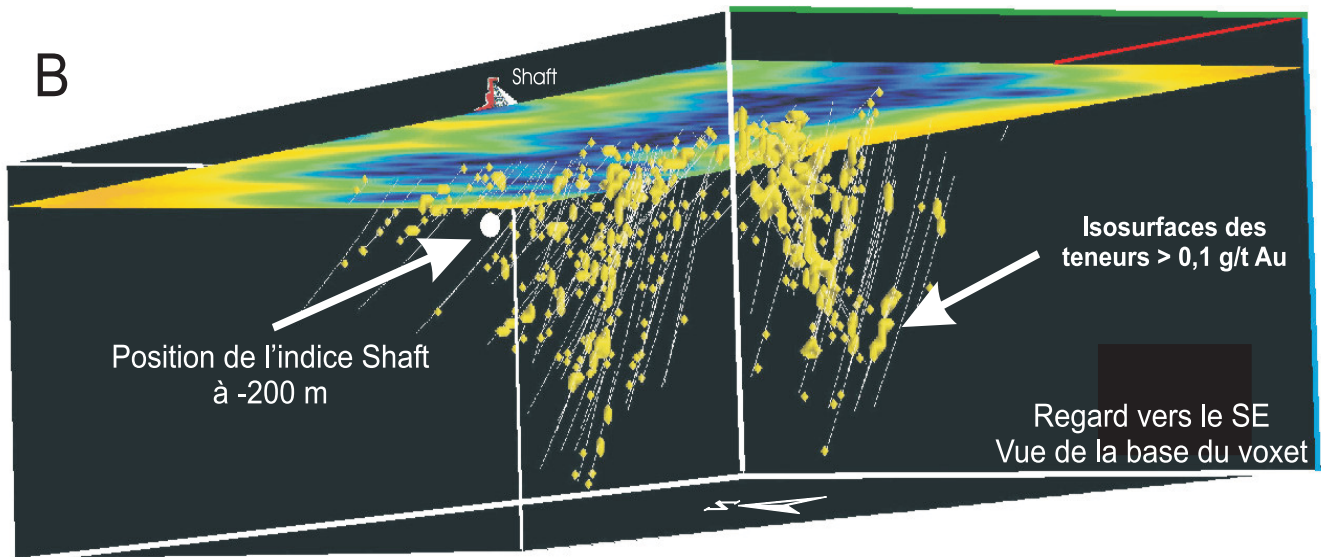 B
Shaft
Isosurfaces des
teneurs > 0,1 g/t Au
Position de l’indice Shaft
à -200 m
Regard vers le SE
Vue de la base du voxet